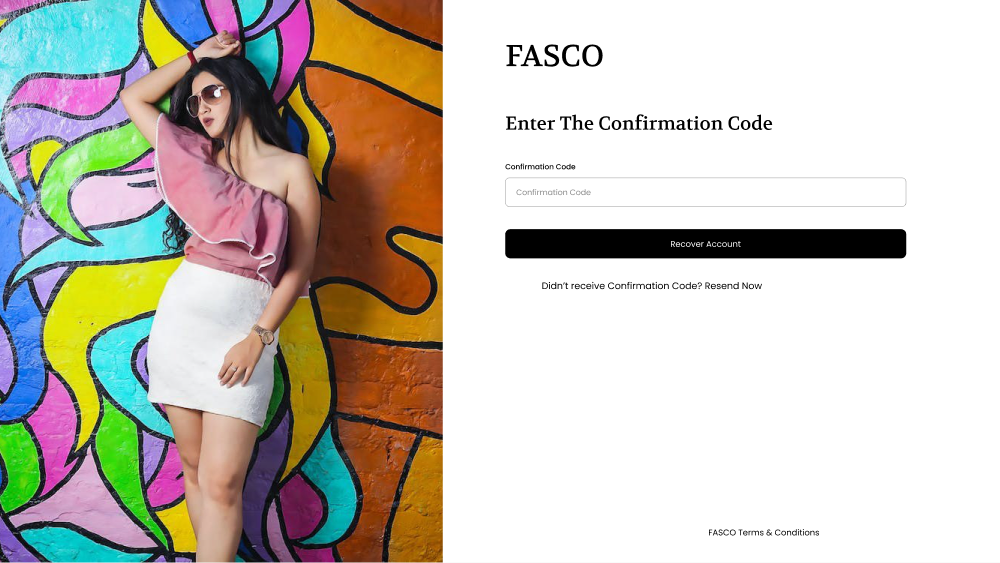 FASCO
Enter The Confirmation Code
Confirmation Code
Confirmation Code
Recover Account
Didn’t receive Confirmation Code? Resend Now
FASCO Terms & Conditions